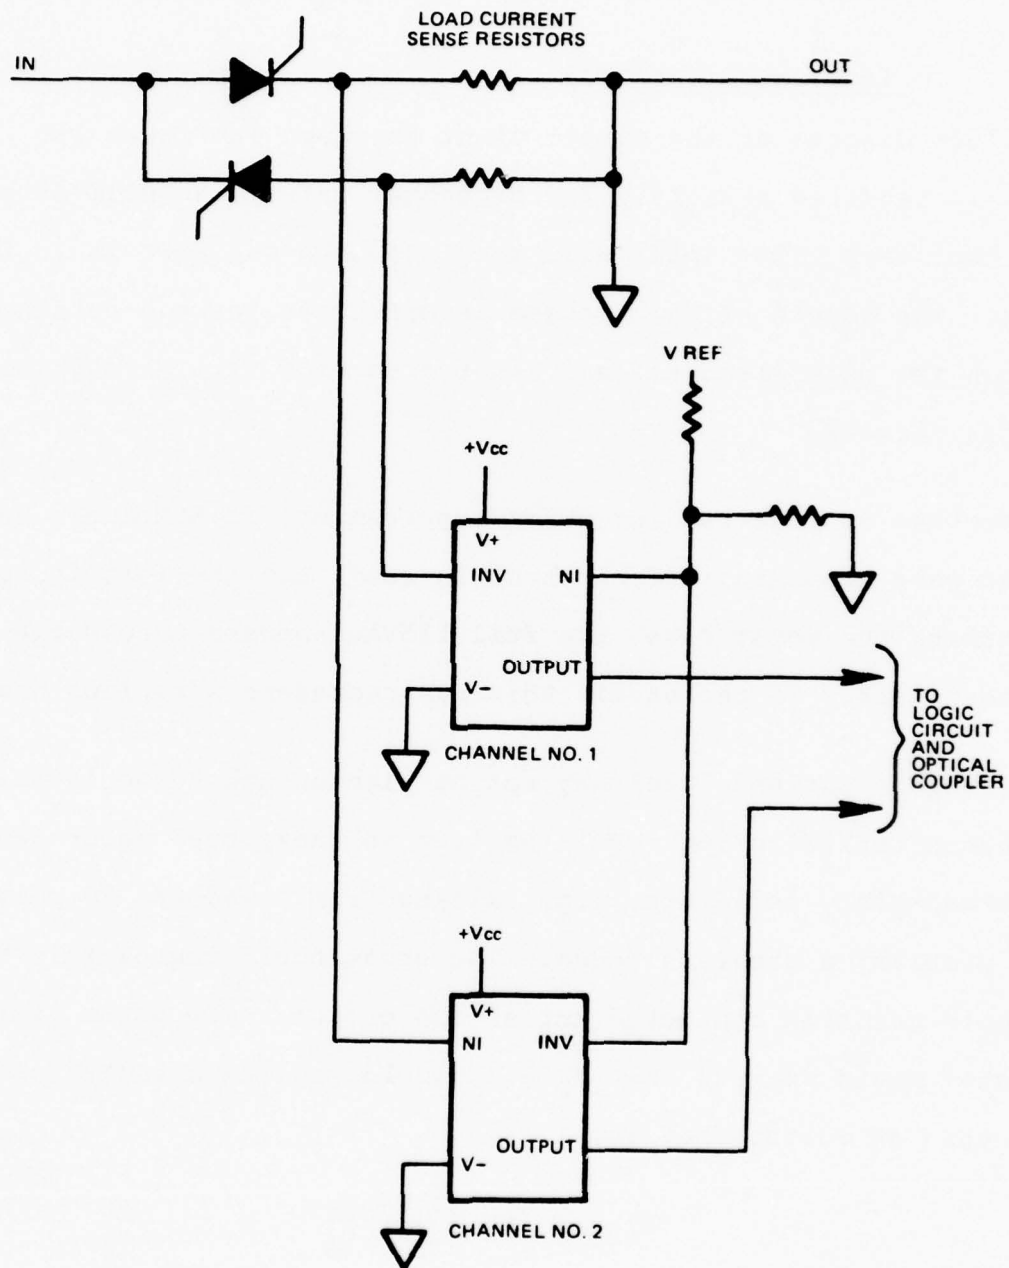 LOAD CURRENT
SENSE RESISTORS
IN
OUT
V REF
+Vcc
V+
INV
NI
OUTPUT
V-
CHANNEL NO. 1
TO
LOGIC
CIRCUIT
AND
OPTICAL
COUPLER
+Vcc
V+
NI
INV
OUTPUT
V-
CHANNEL NO. 2